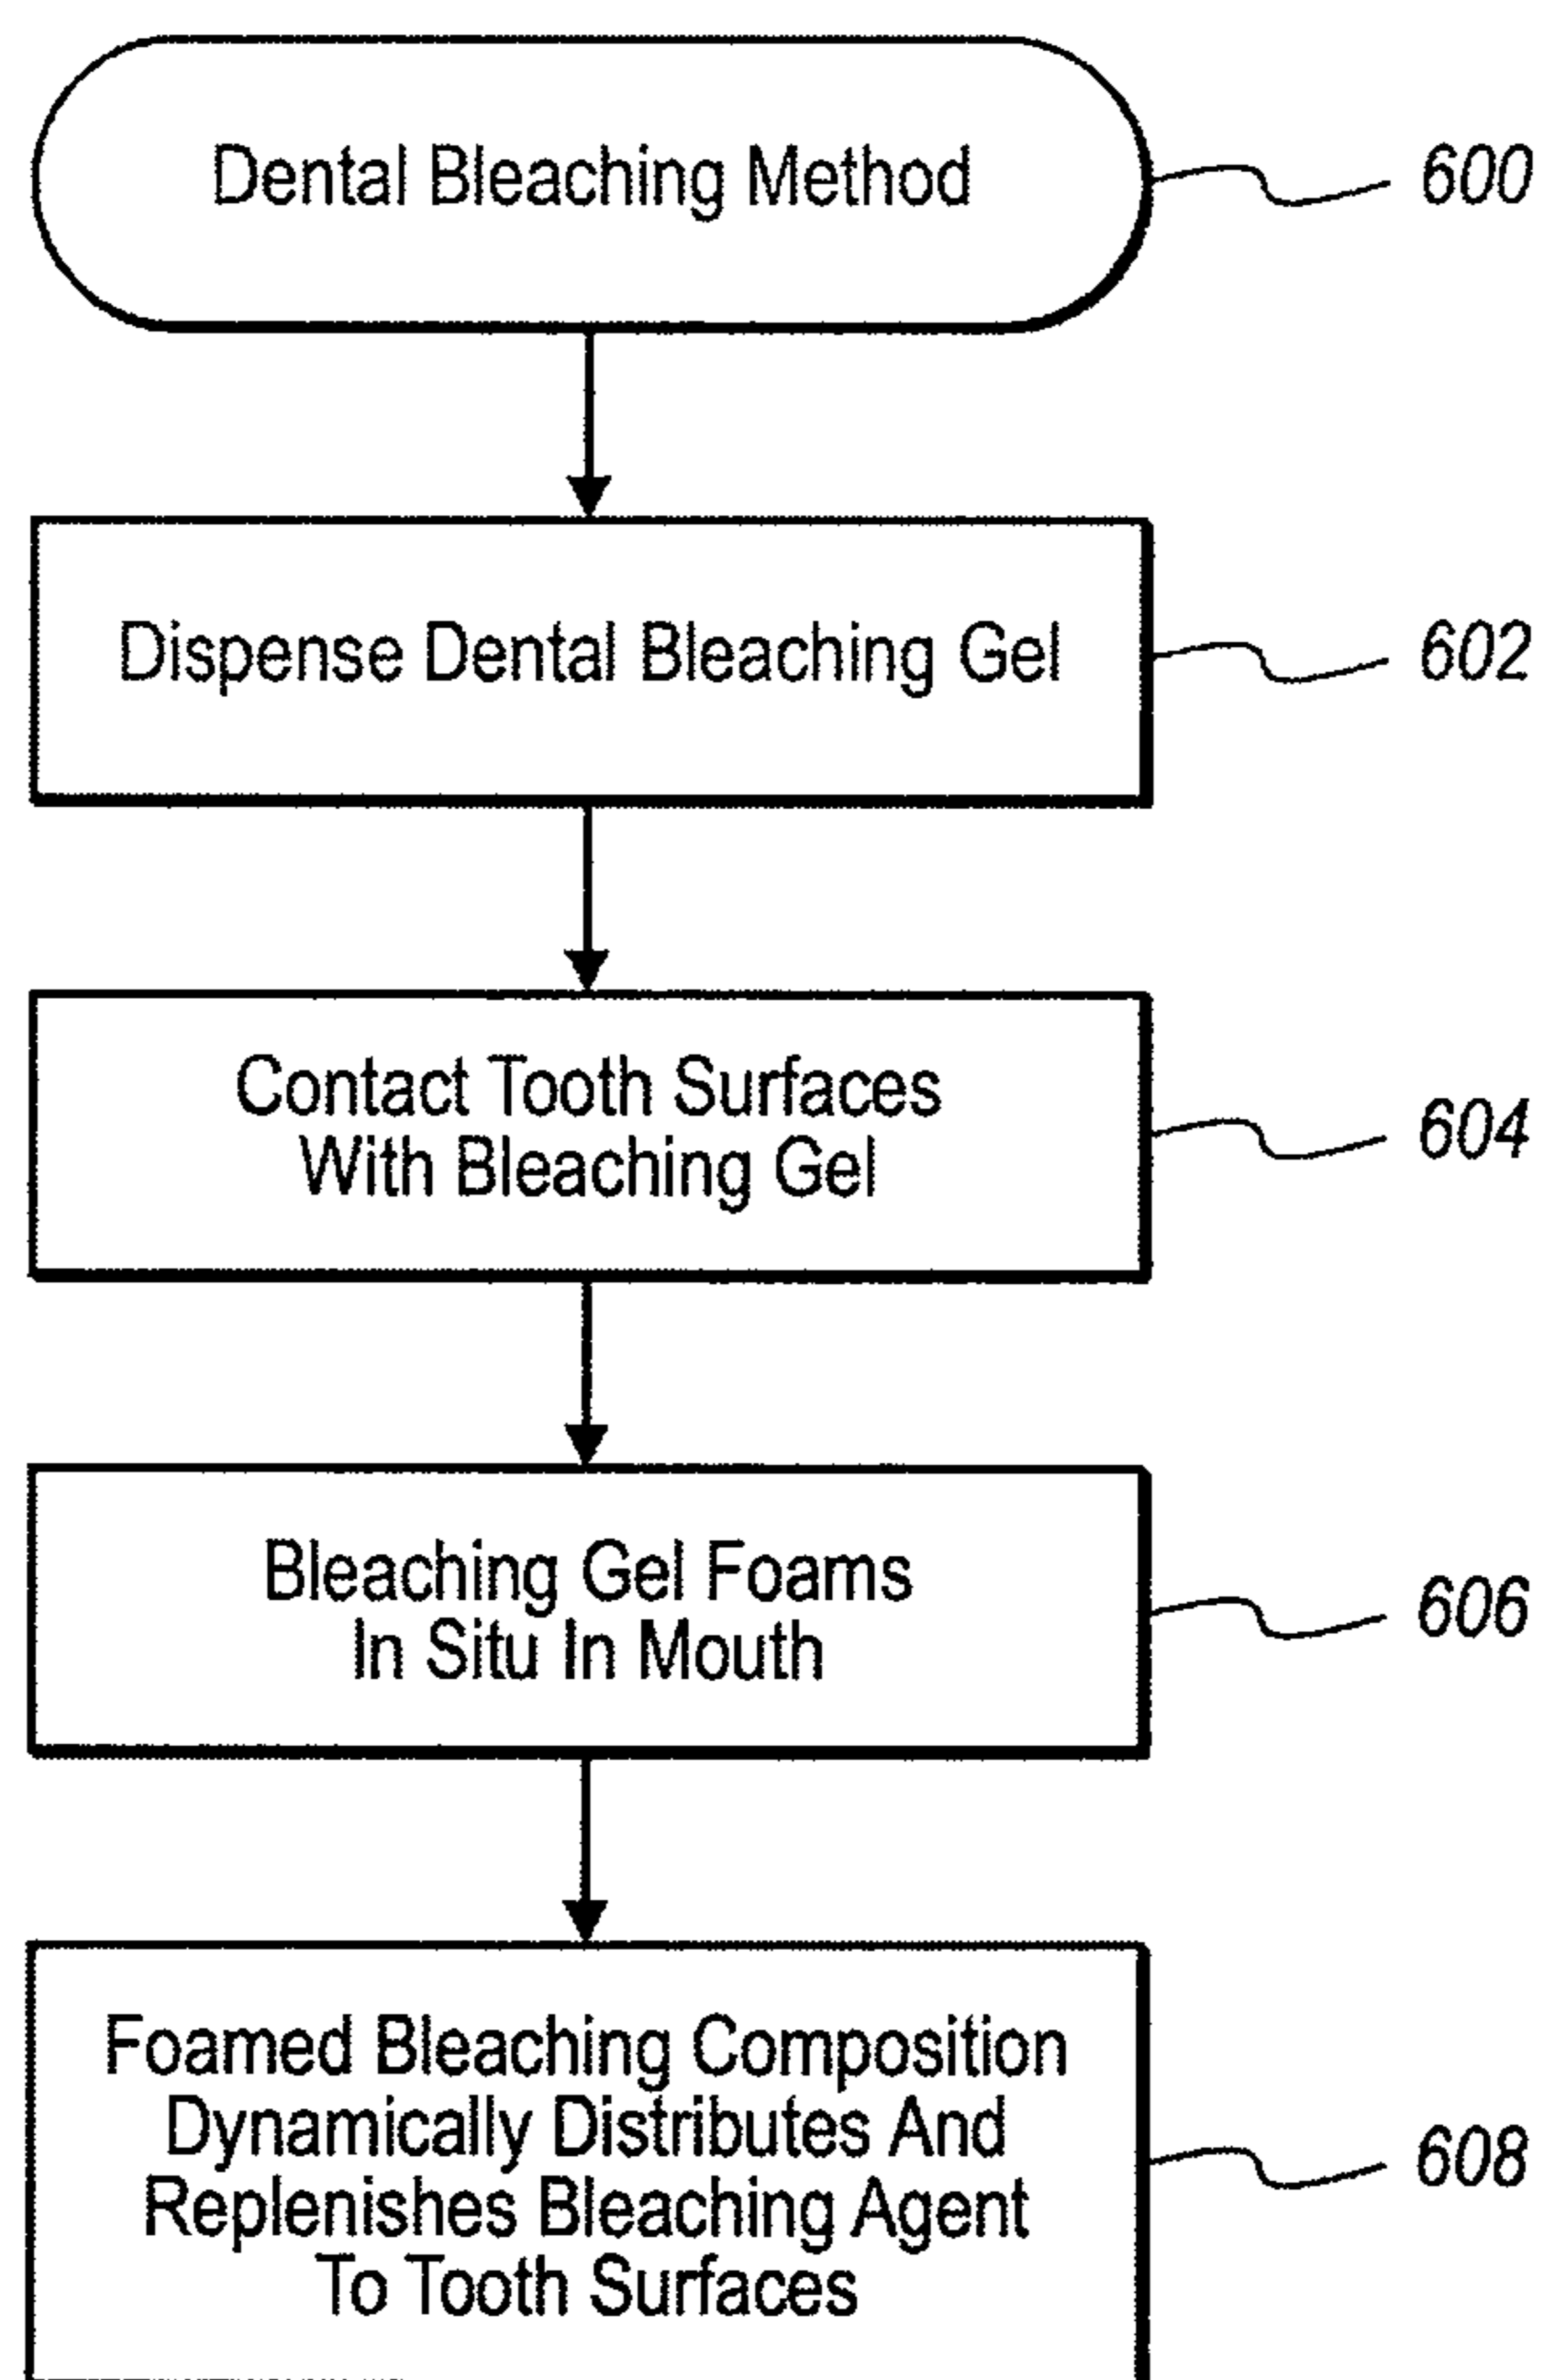 Dental Bleaching Method
600
Dispense Dental Bleaching Gel
602
Contact Tooth Surfaces
With Bleaching Gel
604
Bleaching Gel Foams
In Situ In Mouth
606
Foamed Bleaching Composition
Dynamically Distributes And
Replenishes Bleaching Agent
To Tooth Surfaces
608